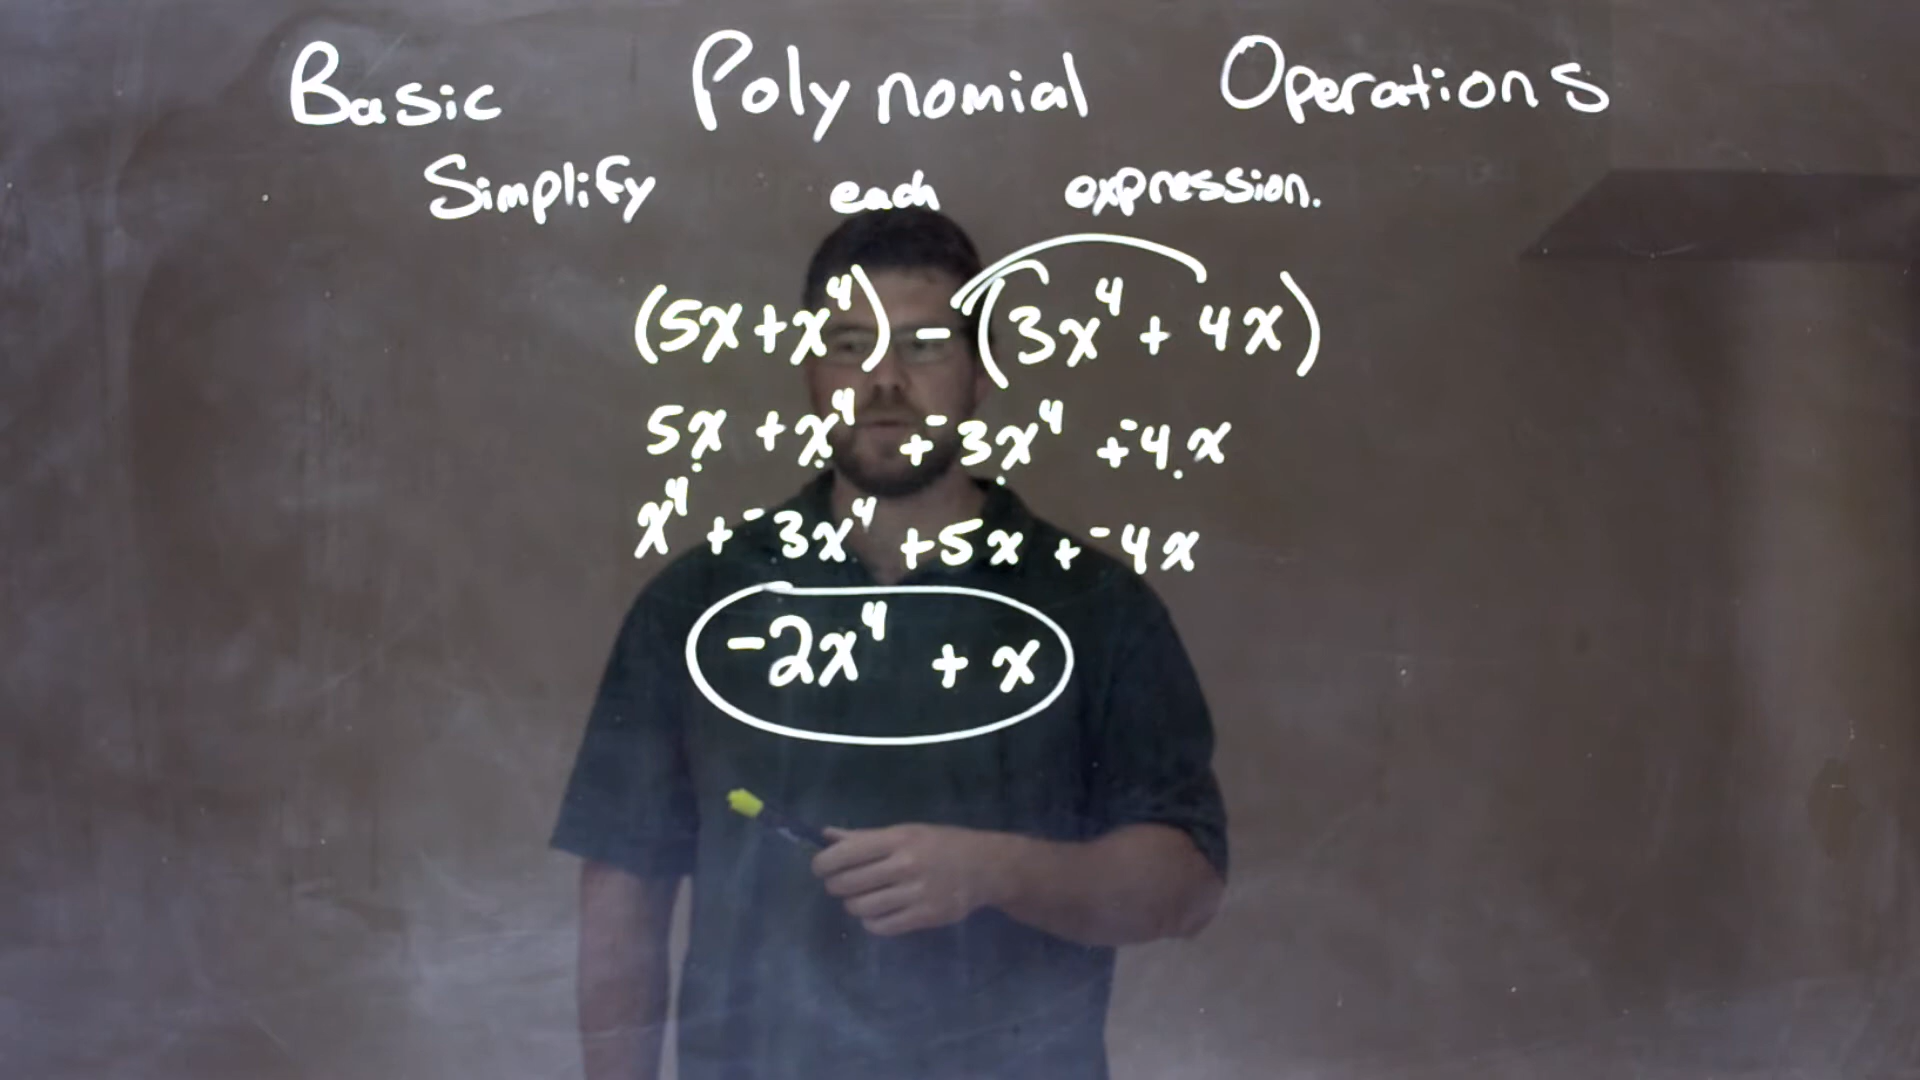 Basic Polynomial Operations
Simplify each expression.
(5x+x⁴) - (3x⁴ + 4x)
5x + x⁴ + ⁻3x⁴ + ⁻4x
x⁴ + ⁻3x⁴ + 5x + ⁻4x
-2x⁴ + x